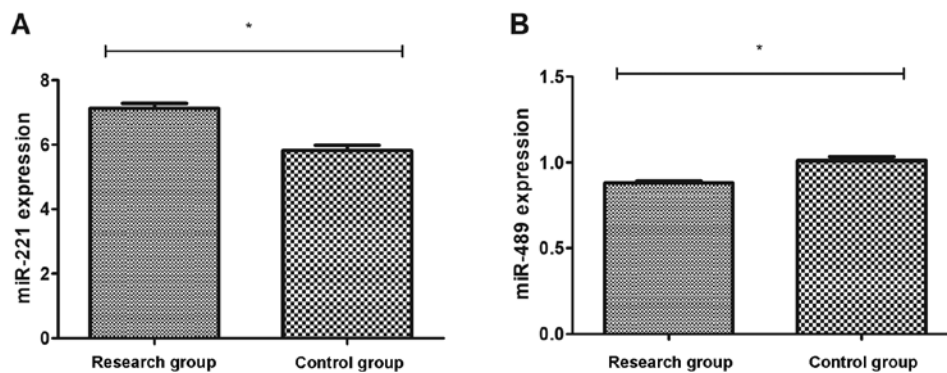 A
*
miR-221 expression
8
6
4
2
0
Research group
Control group
B
*
miR-489 expression
1.5
1.0
0.5
0.0
Research group
Control group